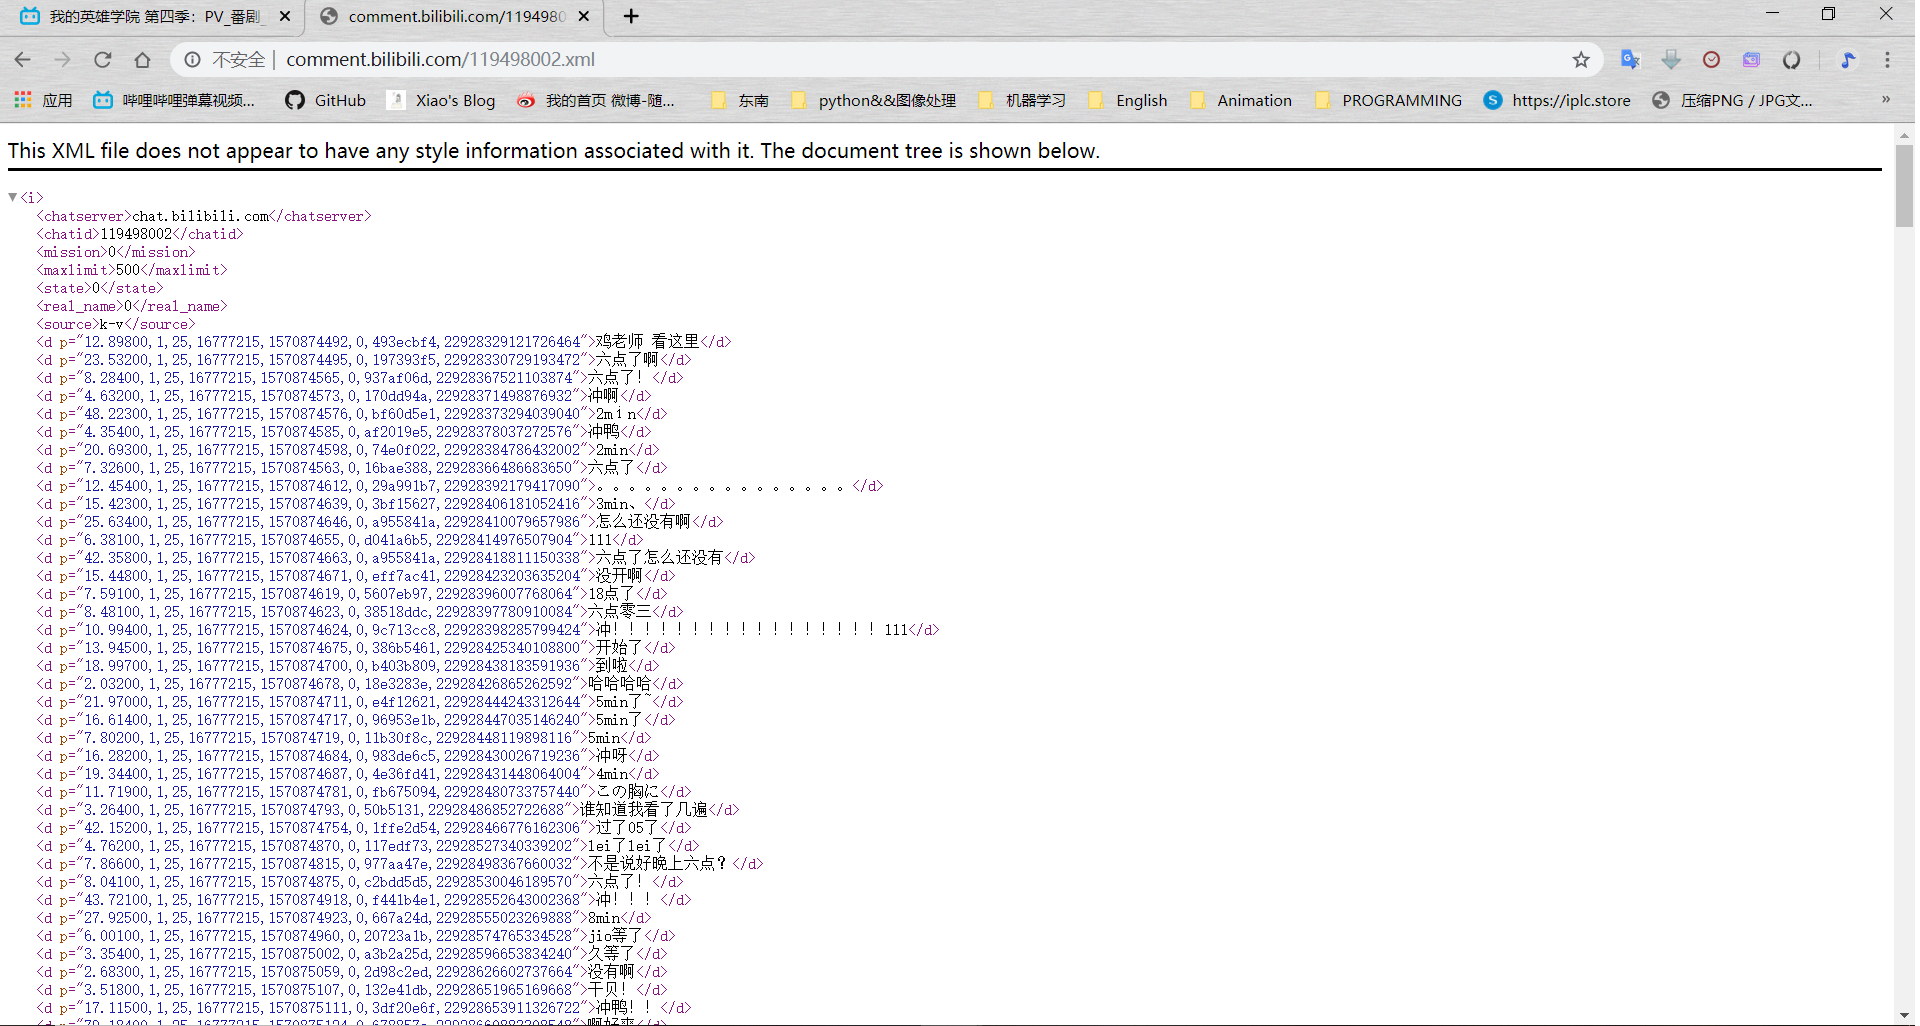 我的英雄学院 第四季：PV_番剧_
comment.bilibili.com/1194980
不安全 | comment.bilibili.com/119498002.xml
应用 哔哩哔哩弹幕视频... GitHub Xiao's Blog 我的首页 微博-随... 东南 python&&图像处理 机器学习 English Animation PROGRAMMING https://iplc.store 压缩PNG / JPG文... »
This XML file does not appear to have any style information associated with it. The document tree is shown below.
▼<i>
<chatserver>chat.bilibili.com</chatserver>
<chatid>119498002</chatid>
<mission>0</mission>
<maxlimit>500</maxlimit>
<state>0</state>
<real_name>0</real_name>
<source>k-v</source>
<d p="12.89800,1,25,16777215,1570874492,0,493ecbf4,22928329121726464">鸡老师 看这里</d>
<d p="23.53200,1,25,16777215,1570874495,0,197393f5,22928330729193472">六点了啊</d>
<d p="8.28400,1,25,16777215,1570874565,0,937af06d,22928367521103874">六点了！</d>
<d p="4.63200,1,25,16777215,1570874573,0,170dd94a,22928371498876932">冲啊</d>
<d p="48.22300,1,25,16777215,1570874576,0,bf60d5e1,22928373294039040">2min</d>
<d p="4.35400,1,25,16777215,1570874585,0,af2019e5,22928378037272576">冲鸭</d>
<d p="20.69300,1,25,16777215,1570874598,0,74e0f022,22928384786432002">2min</d>
<d p="7.32600,1,25,16777215,1570874563,0,16bae388,22928366486683650">六点了</d>
<d p="12.45400,1,25,16777215,1570874612,0,29a991b7,22928392179417090">。。。。。。。。。。。。。。。。</d>
<d p="15.42300,1,25,16777215,1570874639,0,3bf15627,22928406181052416">3min、</d>
<d p="25.63400,1,25,16777215,1570874646,0,a955841a,22928410079657986">怎么还没有啊</d>
<d p="6.38100,1,25,16777215,1570874655,0,d041a6b5,22928414976507904">111</d>
<d p="42.35800,1,25,16777215,1570874663,0,a955841a,22928418811150338">六点了怎么还没有</d>
<d p="15.44800,1,25,16777215,1570874671,0,eff7ac41,22928423203635204">没开啊</d>
<d p="7.59100,1,25,16777215,1570874619,0,5607eb97,22928396007768064">18点了</d>
<d p="8.48100,1,25,16777215,1570874623,0,38518ddc,22928397780910084">六点零三</d>
<d p="10.99400,1,25,16777215,1570874624,0,9c713cc8,22928398285799424">冲！！！！！！！！！！！！！！！！！111</d>
<d p="13.94500,1,25,16777215,1570874675,0,386b5461,22928425340108800">开始了</d>
<d p="18.99700,1,25,16777215,1570874700,0,b403b809,22928438183591936">到啦</d>
<d p="2.03200,1,25,16777215,1570874678,0,18e3283e,22928426865262592">哈哈哈哈</d>
<d p="21.97000,1,25,16777215,1570874711,0,e4f12621,22928444243312644">5min了~</d>
<d p="16.61400,1,25,16777215,1570874717,0,96953e1b,22928447035146240">5min了</d>
<d p="7.80200,1,25,16777215,1570874719,0,11b30f8c,22928448119898116">5min</d>
<d p="16.28200,1,25,16777215,1570874684,0,983de6c5,22928430026719236">冲呀</d>
<d p="19.34400,1,25,16777215,1570874687,0,4e36fd41,22928431448064004">4min</d>
<d p="11.71900,1,25,16777215,1570874781,0,fb675094,22928480733757440">この胸に</d>
<d p="3.26400,1,25,16777215,1570874793,0,50b5131,22928486852722688">谁知道我看了几遍</d>
<d p="42.15200,1,25,16777215,1570874754,0,1ffe2d54,22928466776162306">过了05了</d>
<d p="4.76200,1,25,16777215,1570874870,0,117edf73,22928527340339202">lei了lei了</d>
<d p="7.86600,1,25,16777215,1570874815,0,977aa47e,22928498367660032">不是说好晚上六点？</d>
<d p="8.04100,1,25,16777215,1570874875,0,c2bdd5d5,22928530046189570">六点了！</d>
<d p="43.72100,1,25,16777215,1570874918,0,f441b4e1,22928552643002368">冲！！！</d>
<d p="27.92500,1,25,16777215,1570874923,0,667a24d,22928555023269888">8min</d>
<d p="6.00100,1,25,16777215,1570874960,0,20723a1b,22928574765334528">jio等了</d>
<d p="3.35400,1,25,16777215,1570875002,0,a3b2a25d,22928596653834240">久等了</d>
<d p="2.68300,1,25,16777215,1570875059,0,2d98c2ed,22928626602737664">没有啊</d>
<d p="3.51800,1,25,16777215,1570875107,0,132e41db,22928651965169668">干贝！</d>
<d p="17.11500,1,25,16777215,1570875111,0,3df20e6f,22928653911326722">冲鸭！！</d>